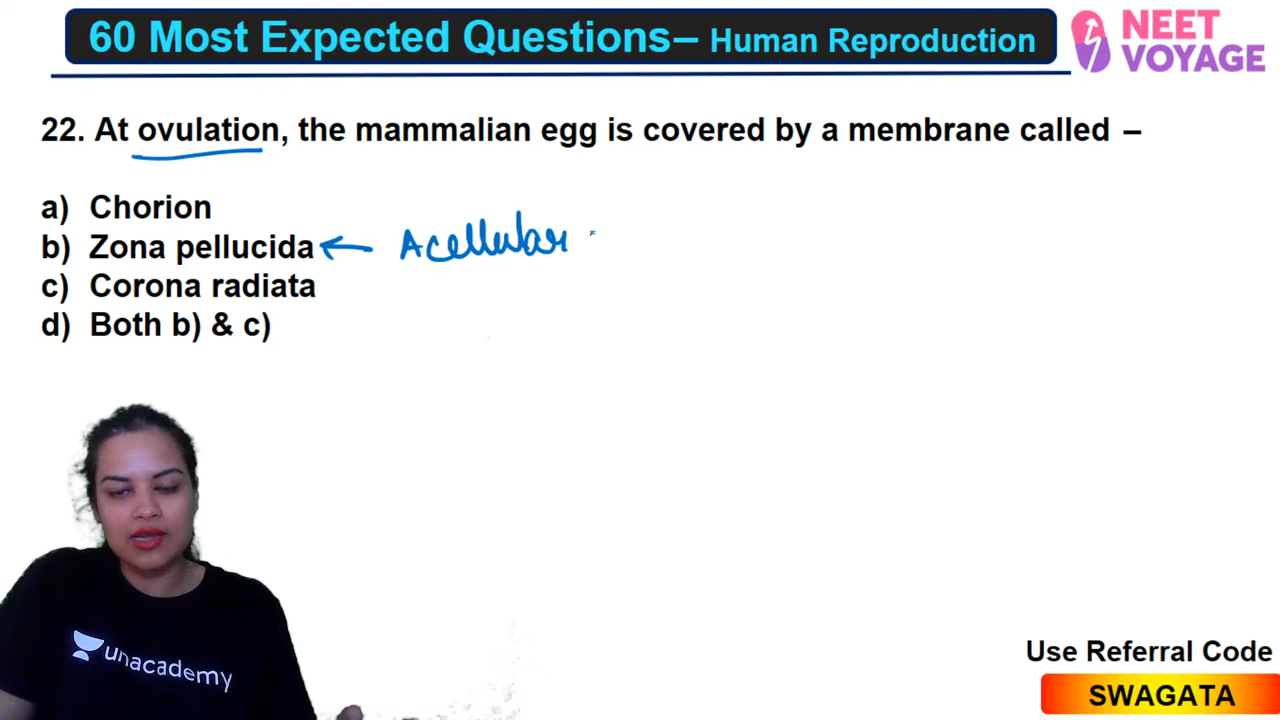 60 Most Expected Questions– Human Reproduction
NEET
VOYAGE
22. At ovulation, the mammalian egg is covered by a membrane called –
a) Chorion
b) Zona pellucida ← Acellular
c) Corona radiata
d) Both b) & c)
unacademy
Use Referral Code
SWAGATA